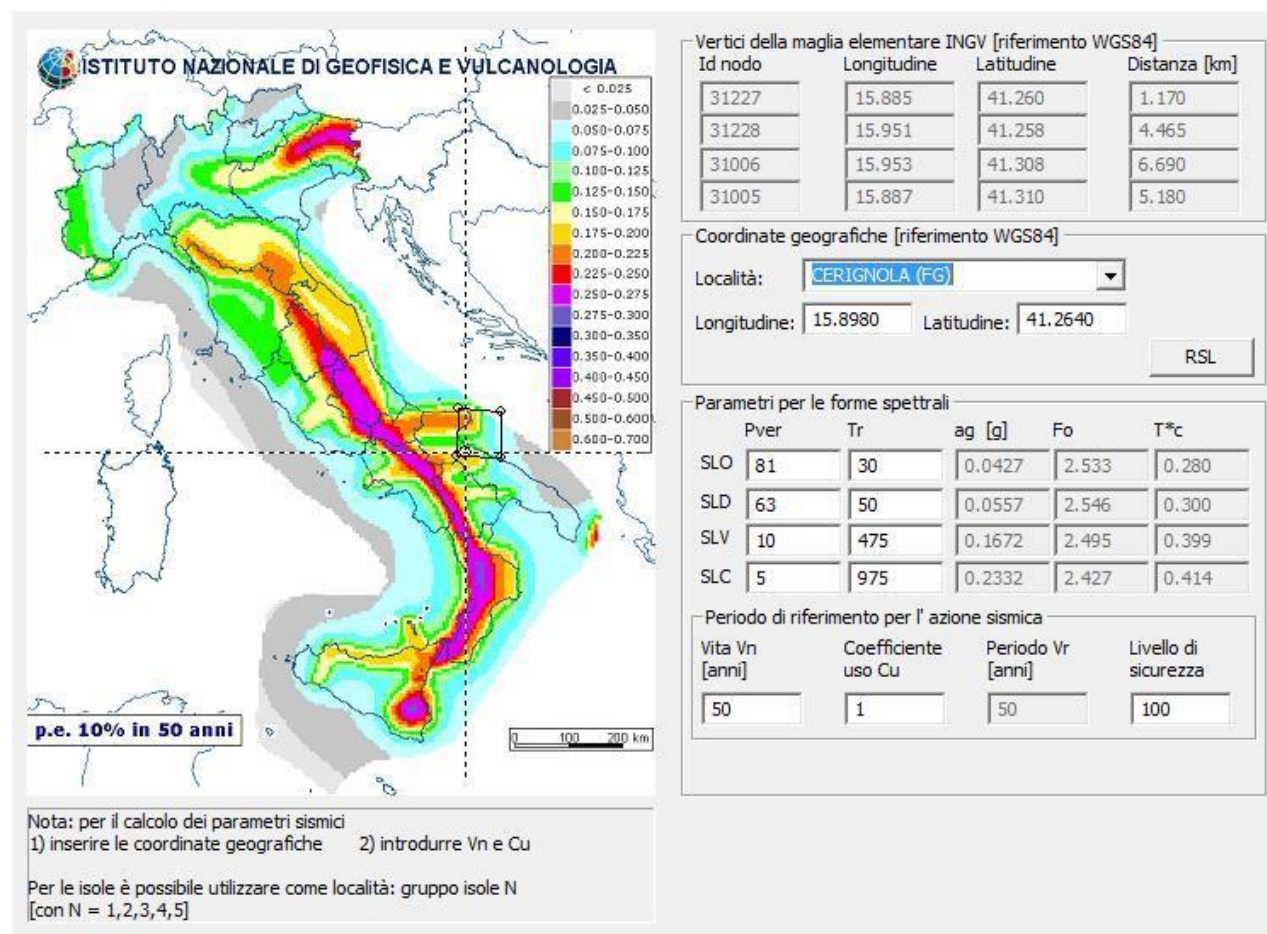 ISTITUTO NAZIONALE DI GEOFISICA E VULCANOLOGIA
< 0.025
0.025-0.050
0.050-0.075
0.075-0.100
0.100-0.125
0.125-0.150
0.150-0.175
0.175-0.200
0.200-0.225
0.225-0.250
0.250-0.275
0.275-0.300
0.300-0.350
0.350-0.400
0.400-0.450
0.450-0.500
0.500-0.600
0.600-0.700
p.e. 10% in 50 anni
0 100 200 km
Nota: per il calcolo dei parametri sismici
1) inserire le coordinate geografiche 2) introdurre Vn e Cu
Per le isole è possibile utilizzare come località: gruppo isole N
[con N = 1,2,3,4,5]
Vertici della maglia elementare INGV [riferimento WGS84]
Id nodo Longitudine Latitudine Distanza [km]
31227 15.885 41.260 1.170
31228 15.951 41.258 4.465
31006 15.953 41.308 6.690
31005 15.887 41.310 5.180
Coordinate geografiche [riferimento WGS84]
Località: CERIGNOLA (FG)
Longitudine: 15.8980 Latitudine: 41.2640
RSL
Parametri per le forme spettrali
Pver Tr ag [g] Fo T*c
SLO 81 30 0.0427 2.533 0.280
SLD 63 50 0.0557 2.546 0.300
SLV 10 475 0.1672 2.495 0.399
SLC 5 975 0.2332 2.427 0.414
Periodo di riferimento per l' azione sismica
Vita Vn Coefficiente Periodo Vr Livello di
[anni] uso Cu [anni] sicurezza
50 1 50 100